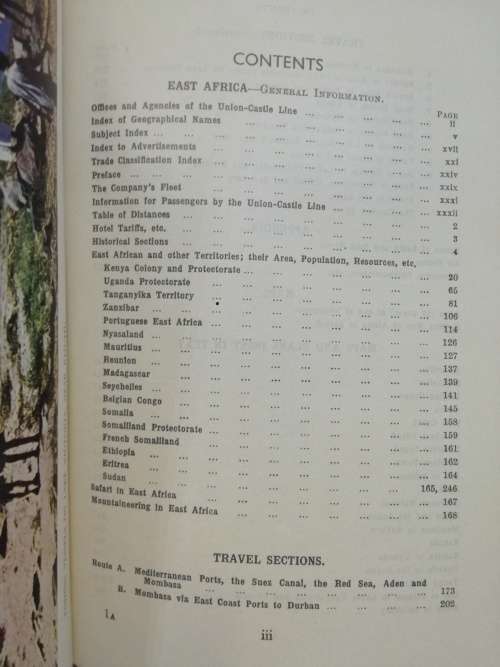 CONTENTS
EAST AFRICA—GENERAL INFORMATION.
PAGE
Offices and Agencies of the Union-Castle Line ... ... ... ... ii
Index of Geographical Names ... ... ... ... ... v
Subject Index ... ... ... ... ... ... ... xvii
Index to Advertisements ... ... ... ... ... xxi
Trade Classification Index ... ... ... ... ... xxiv
Preface ... ... ... ... ... ... ... xxix
The Company's Fleet ... ... ... ... ... xxxi
Information for Passengers by the Union-Castle Line ... ... ... xxxii
Table of Distances ... ... ... ... ... ... 2
Hotel Tariffs, etc. ... ... ... ... ... ... 3
Historical Sections ... ... ... ... ... ... 4
East African and other Territories; their Area, Population, Resources, etc.
Kenya Colony and Protectorate ... ... ... ... ... 20
Uganda Protectorate ... ... ... ... ... ... 65
Tanganyika Territory ... ... ... ... ... ... 81
Zanzibar ... ... ... ... ... ... ... 106
Portuguese East Africa ... ... ... ... ... ... 114
Nyasaland ... ... ... ... ... ... ... 126
Mauritius ... ... ... ... ... ... ... 127
Reunion ... ... ... ... ... ... ... 137
Madagascar ... ... ... ... ... ... 139
Seychelles ... ... ... ... ... ... ... 141
Belgian Congo ... ... ... ... ... ... 145
Somalia ... ... ... ... ... ... ... 158
Somaliland Protectorate ... ... ... ... ... ... 159
French Somaliland ... ... ... ... ... ... 161
Ethiopia ... ... ... ... ... ... ... 162
Eritrea ... ... ... ... ... ... ... 164
Sudan ... ... ... ... ... ... 165, 246
Safari in East Africa ... ... ... ... ... ... 167
Mountaineering in East Africa ... ... ... ... ... 168
TRAVEL SECTIONS.
Route A. Mediterranean Ports, the Suez Canal, the Red Sea, Aden and
Mombasa ... ... ... ... ... ... ... 173
B. Mombasa via East Coast Ports to Durban ... ... ... ... 202
1A
iii